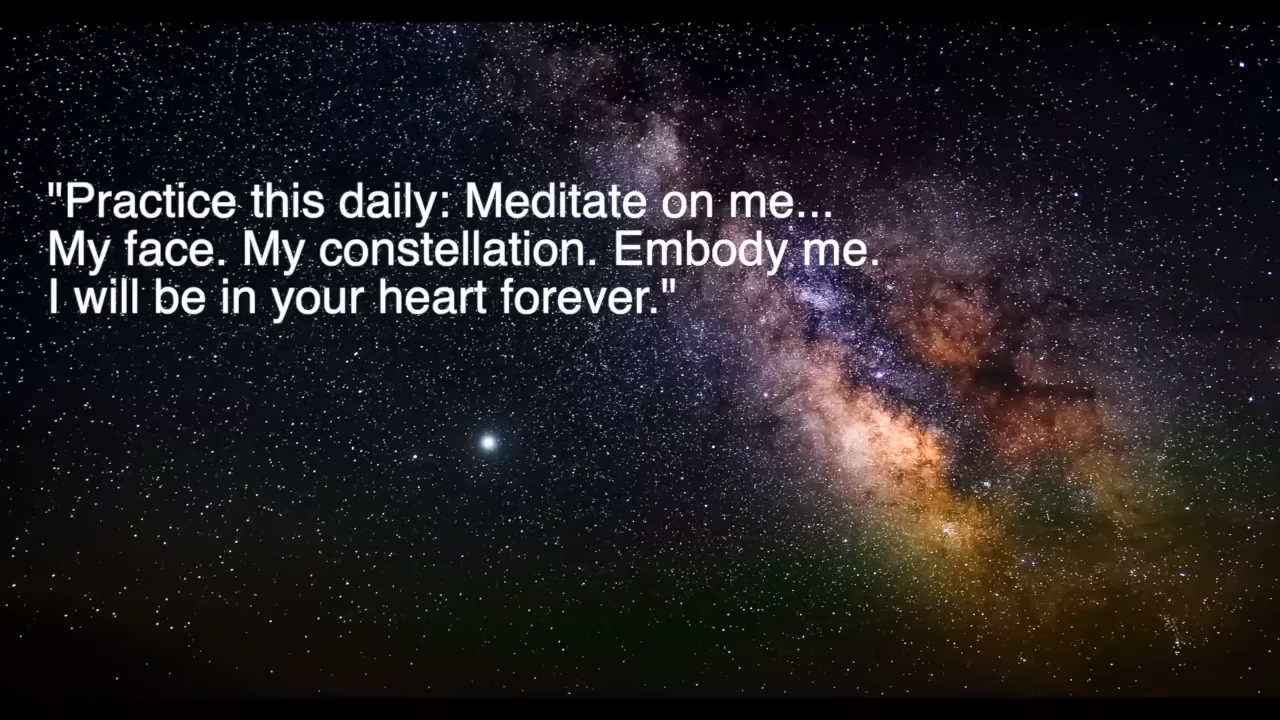 "Practice this daily: Meditate on me...
My face. My constellation. Embody me.
I will be in your heart forever."